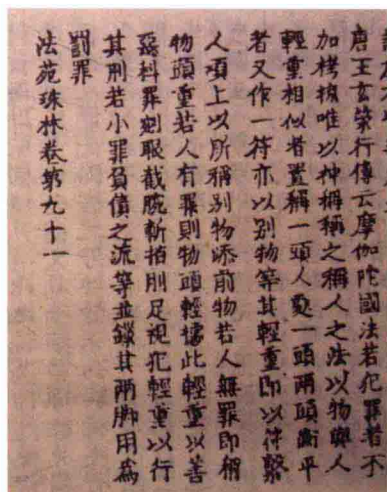 唐王玄策行傳云摩伽陀國法若犯罪者不
加栲掠唯以神稱稱之稱人之法以物與人
輕重相似者置稱一頭人處一頭兩頭衡平
者又作一符亦以別物等其輕重即以符繫
人項上以所稱別物添前物若人無罪即稱
物頭重若人有罪則物頭輕據此輕重以善
惡科罪剜眼截腕斬指刖足視犯輕重以行
其刑若小罪負債之流等並鏁其兩脚用為
罰罪
法苑珠林卷第九十一